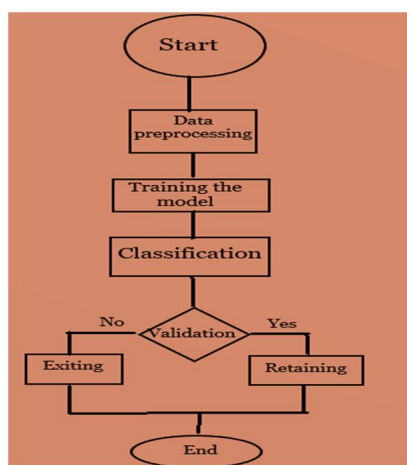 Start
Data
preprocessing
Training the
model
Classification
No
Validation
Yes
Exiting
Retaining
End